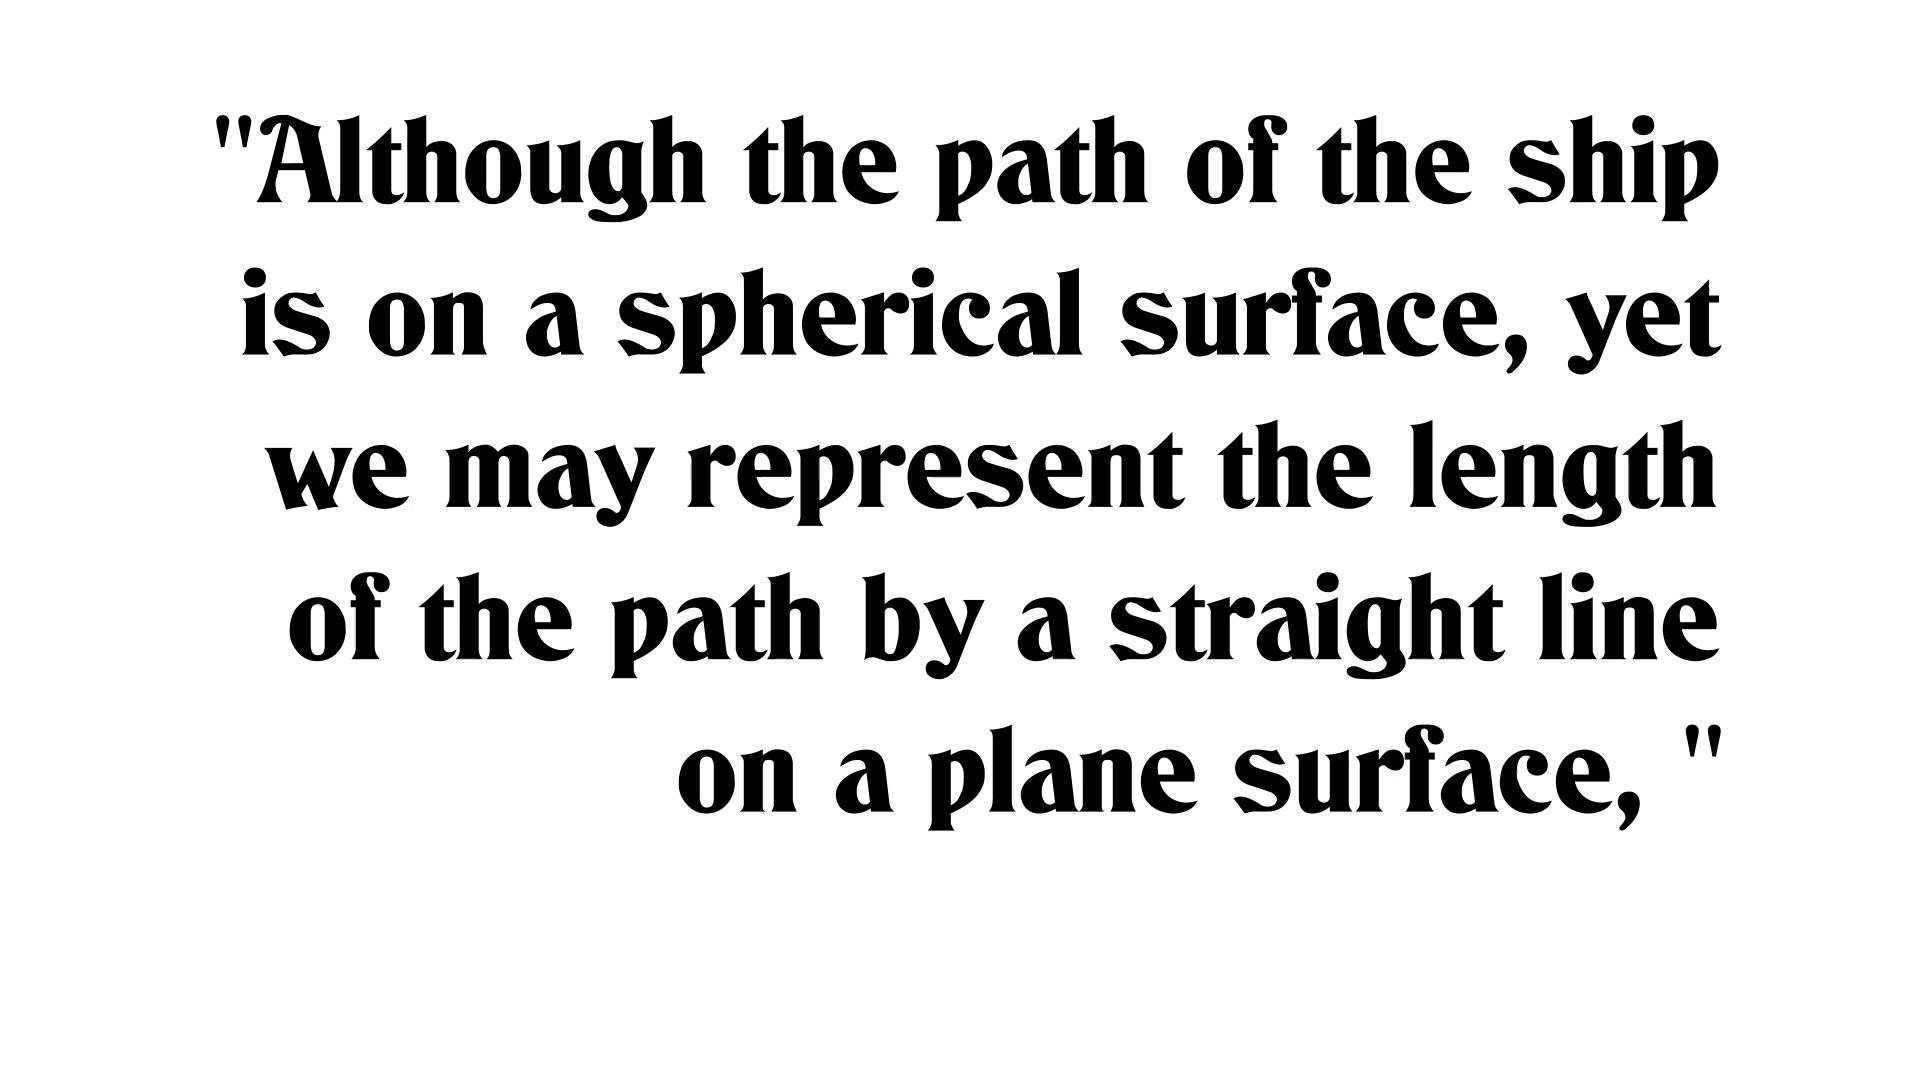 "Although the path of the ship
is on a spherical surface, yet
we may represent the length
of the path by a straight line
on a plane surface, "